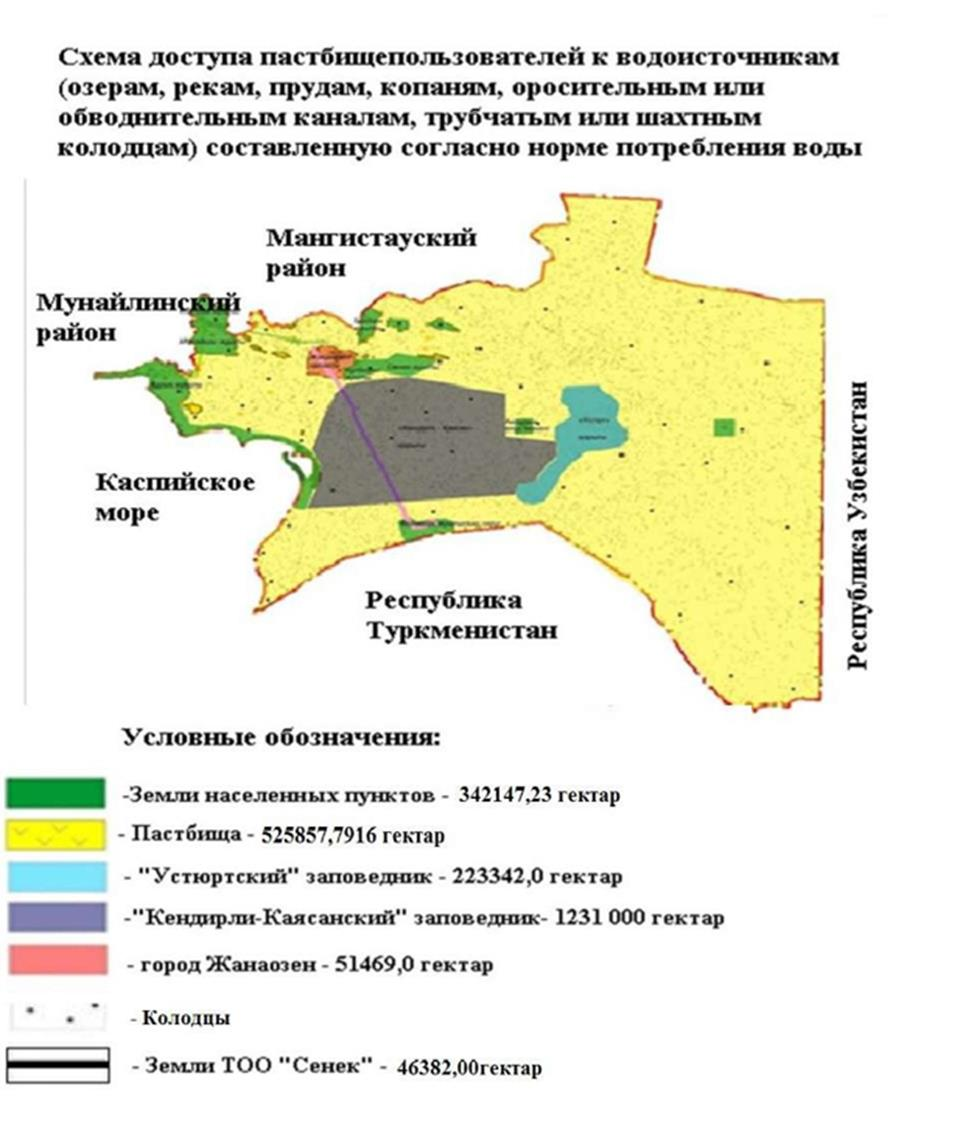 Схема доступа пастбищепользователей к водоисточникам
(озерам, рекам, прудам, копаням, оросительным или
обводнительным каналам, трубчатым или шахтным
колодцам) составленную согласно норме потребления воды
Мангистауский
район
Мунайлинский
район
Каспийское
море
Республика
Туркменистан
Республика Узбекистан
Условные обозначения:
-Земли населенных пунктов - 342147,23 гектар
- Пастбища - 525857,7916 гектар
- "Устюртский" заповедник - 223342,0 гектар
-"Кендирли-Каясанский" заповедник- 1231 000 гектар
- город Жанаозен - 51469,0 гектар
- Колодцы
- Земли ТОО "Сенек" - 46382,00гектар